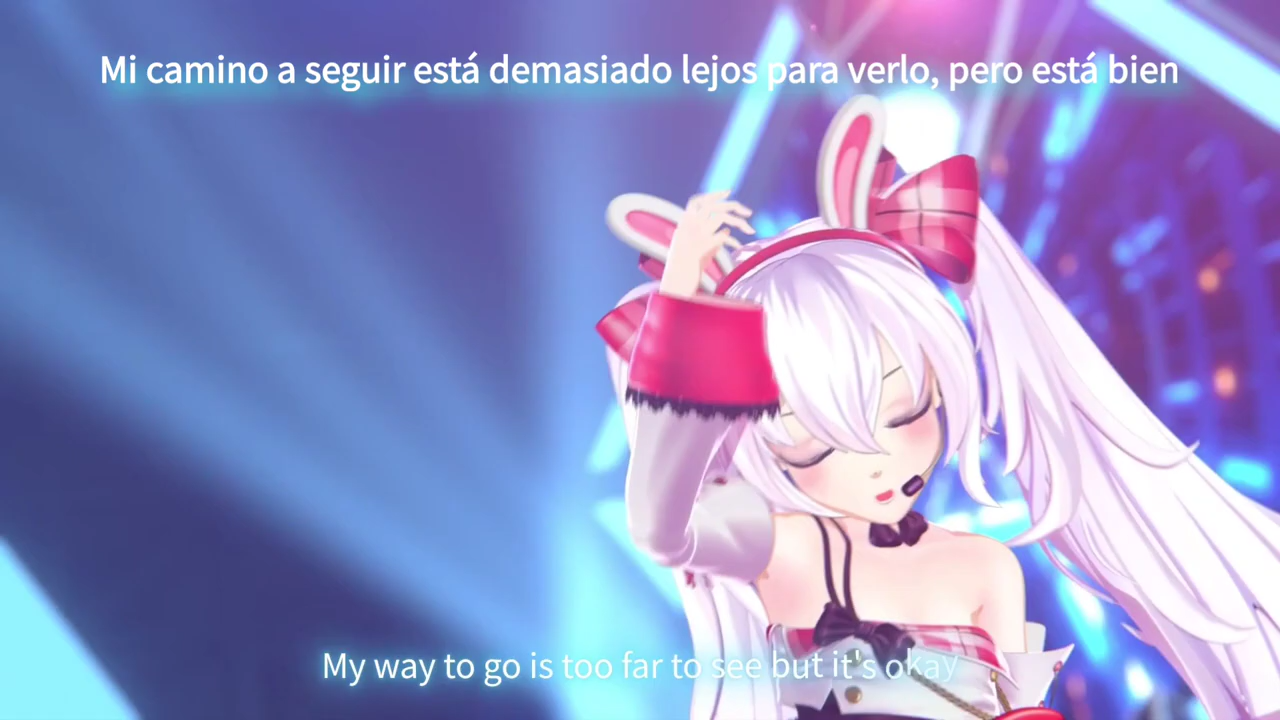 Mi camino a seguir está demasiado lejos para verlo, pero está bien
My way to go is too far to see but it's okay